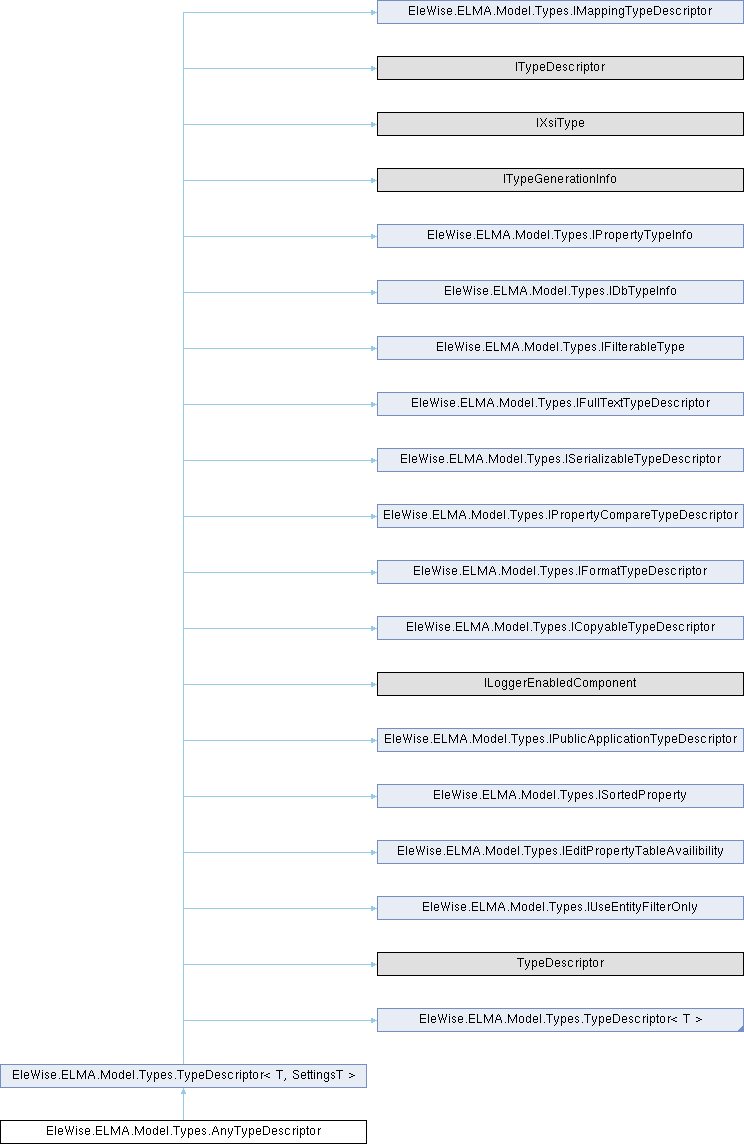 EleWise.ELMA.Model.Types.IMappingTypeDescriptor
ITypeDescriptor
IXsiType
ITypeGenerationInfo
EleWise.ELMA.Model.Types.IPropertyTypeInfo
EleWise.ELMA.Model.Types.IDbTypeInfo
EleWise.ELMA.Model.Types.IFilterableType
EleWise.ELMA.Model.Types.IFullTextTypeDescriptor
EleWise.ELMA.Model.Types.ISerializableTypeDescriptor
EleWise.ELMA.Model.Types.IPropertyCompareTypeDescriptor
EleWise.ELMA.Model.Types.IFormatTypeDescriptor
EleWise.ELMA.Model.Types.ICopyableTypeDescriptor
ILoggerEnabledComponent
EleWise.ELMA.Model.Types.IPublicApplicationTypeDescriptor
EleWise.ELMA.Model.Types.ISortedProperty
EleWise.ELMA.Model.Types.IEditPropertyTableAvailibility
EleWise.ELMA.Model.Types.IUseEntityFilterOnly
TypeDescriptor
EleWise.ELMA.Model.Types.TypeDescriptor< T >
EleWise.ELMA.Model.Types.TypeDescriptor< T, SettingsT >
EleWise.ELMA.Model.Types.AnyTypeDescriptor